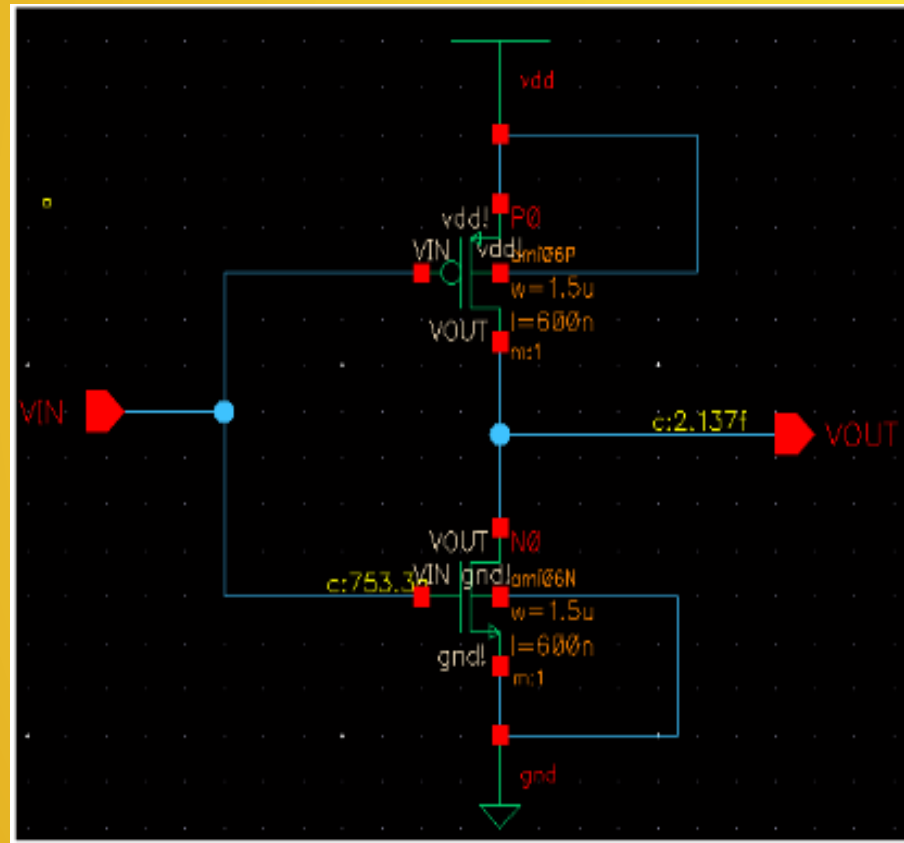 vdd
vdd! P0
VIN vdd! ami06P
w=1.5u
VOUT l=600n
m:1
VIN
c:2.137f
VOUT
VOUT N0
VIN gnd! ami06N
w=1.5u
gnd! l=600n
m:1
gnd